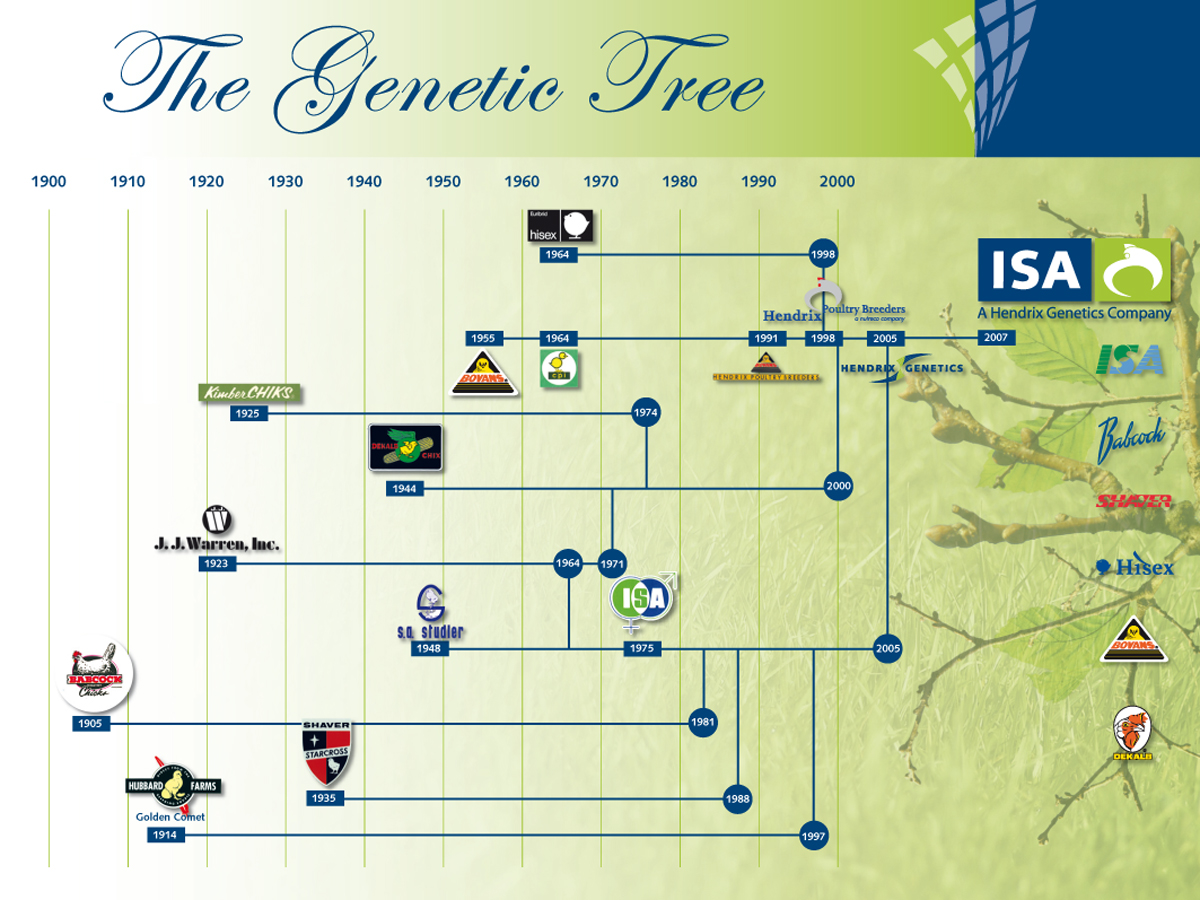 The Genetic Tree
1900 1910 1920 1930 1940 1950 1960 1970 1980 1990 2000
Euribrid
hisex
1964 1998
ISA
A Hendrix Genetics Company
Hendrix Poultry Breeders
a nutreco company
1955 1964 1991 1998 2005 2007
BOVANS
cpi
HENDRIX POULTRY BREEDERS
HENDRIX GENETICS
ISA
KimberCHIKS
1925 1974
DEKALB CHIX
1944 2000
Babcock
SHAVER
W
J.J. Warren, Inc.
1923 1964 1971
Hisex
ISA
S
s.a. studler
1948 1975 2005
BOVANS
BABCOCK
Chicks
1905 1981
SHAVER
STARCROSS
DEKALB
HUBBARD FARMS
1935 1988
Golden Comet
1914 1997